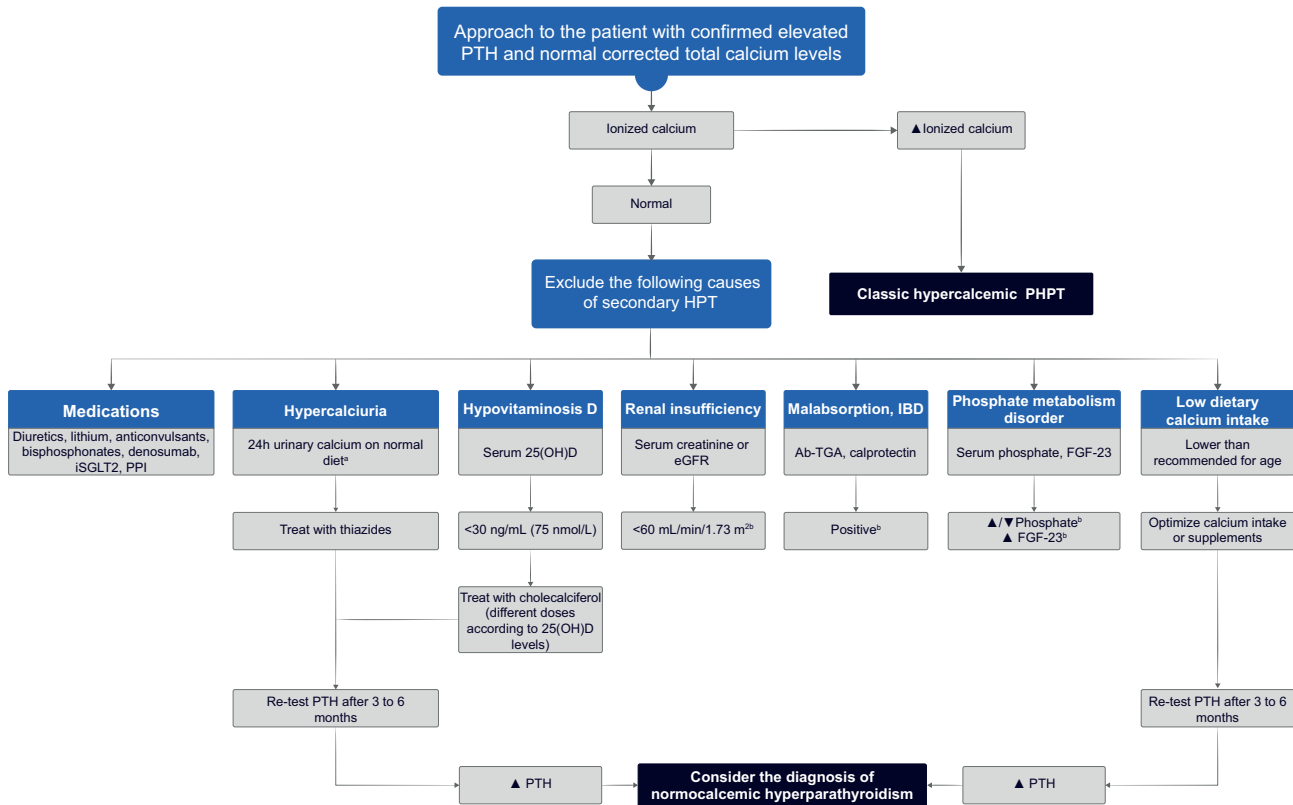 Approach to the patient with confirmed elevated
PTH and normal corrected total calcium levels
Ionized calcium
▲Ionized calcium
Normal
Exclude the following causes
of secondary HPT
Classic hypercalcemic PHPT
Medications
Diuretics, lithium, anticonvulsants,
bisphosphonates, denosumab,
iSGLT2, PPI
Hypercalciuria
24h urinary calcium on normal
dietᵃ
Treat with thiazides
Hypovitaminosis D
Serum 25(OH)D
<30 ng/mL (75 nmol/L)
Treat with cholecalciferol
(different doses
according to 25(OH)D
levels)
Renal insufficiency
Serum creatinine or
eGFR
<60 mL/min/1.73 m²ᵇ
Malabsorption, IBD
Ab-TGA, calprotectin
Positiveᵇ
Phosphate metabolism
disorder
Serum phosphate, FGF-23
▲/▼Phosphateᵇ
▲ FGF-23ᵇ
Low dietary
calcium intake
Lower than
recommended for age
Optimize calcium intake
or supplements
Re-test PTH after 3 to 6
months
Re-test PTH after 3 to 6
months
▲ PTH
Consider the diagnosis of
normocalcemic hyperparathyroidism
▲ PTH